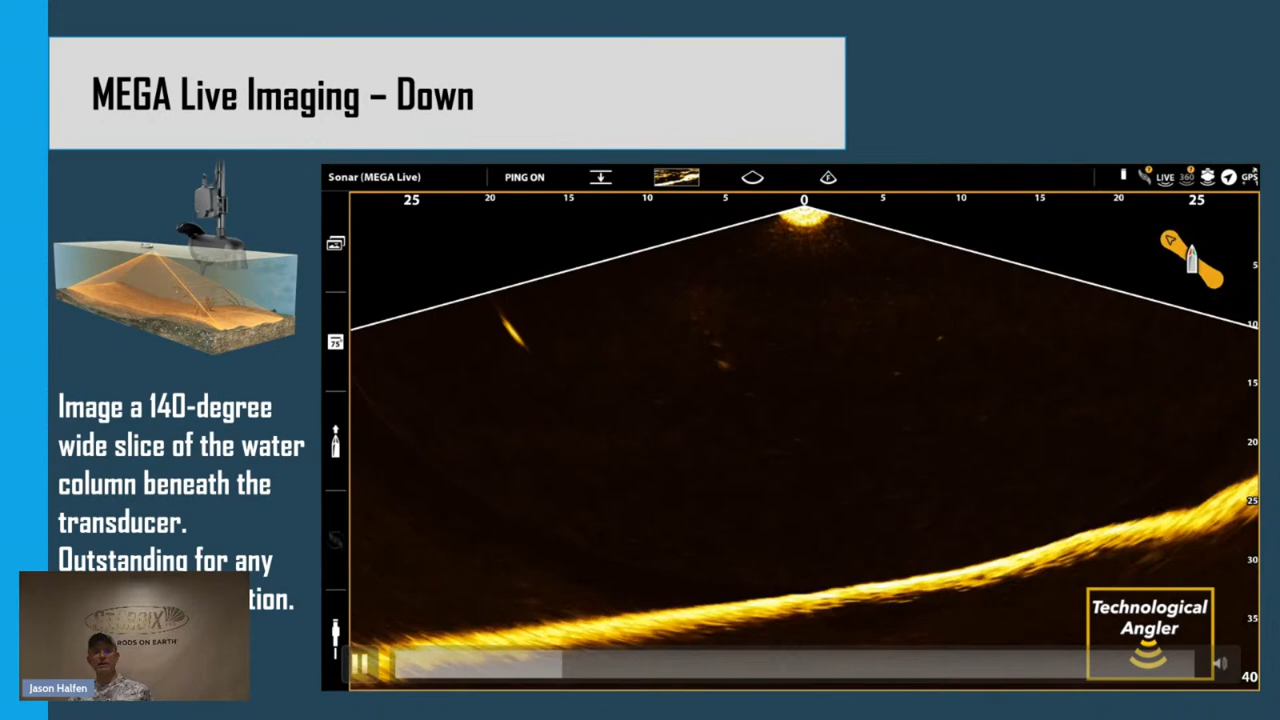 MEGA Live Imaging – Down
Sonar (MEGA Live)
PING ON
LIVE
360
GPS
25
20
15
10
5
0
5
10
15
20
25
75
5
10
15
20
25
30
35
40
Image a 140-degree
wide slice of the water
column beneath the
transducer.
Outstanding for any
tion.
RODS ON EARTH
Jason Halfen
Technological
Angler